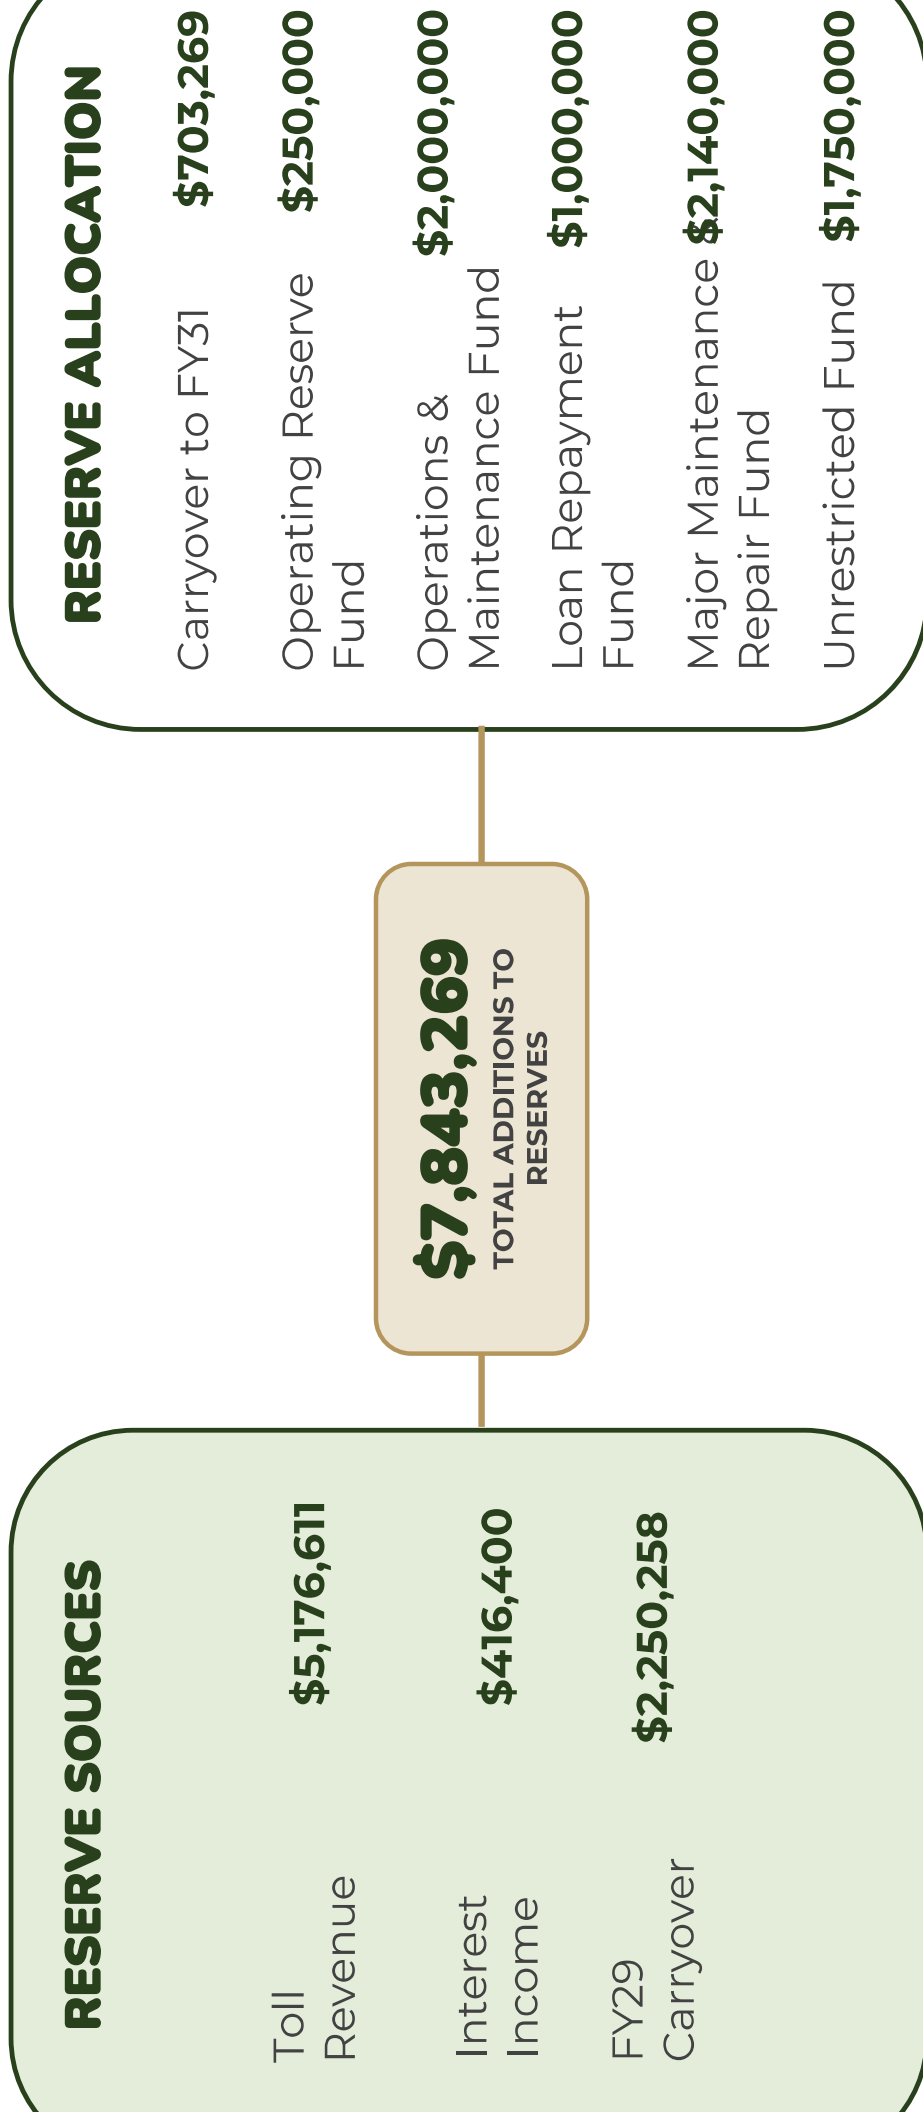 RESERVE SOURCES
Toll
Revenue
$5,176,611
Interest
Income
$416,400
FY29
Carryover
$2,250,258
$7,843,269
TOTAL ADDITIONS TO
RESERVES
RESERVE ALLOCATION
Carryover to FY31
$703,269
Operating Reserve
Fund
$250,000
Operations &
Maintenance Fund
$2,000,000
Loan Repayment
Fund
$1,000,000
Major Maintenance &
Repair Fund
$2,140,000
Unrestricted Fund
$1,750,000